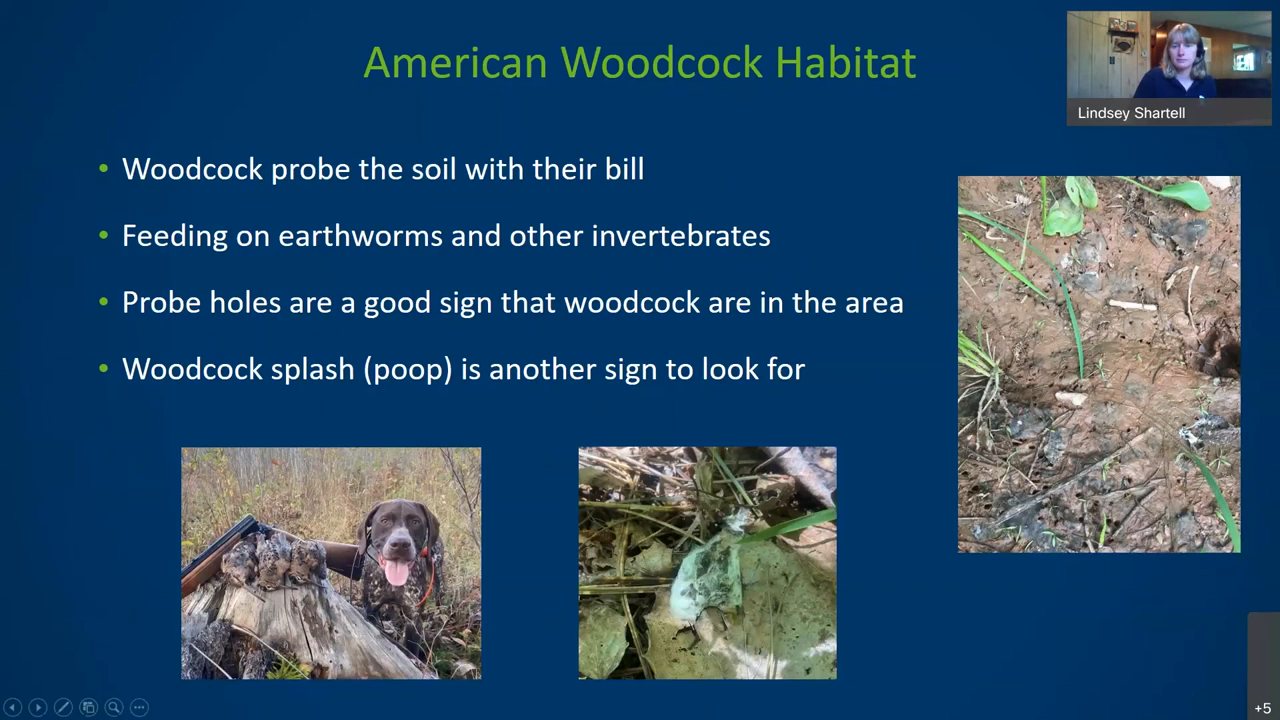 American Woodcock Habitat
Lindsey Shartell
• Woodcock probe the soil with their bill
• Feeding on earthworms and other invertebrates
• Probe holes are a good sign that woodcock are in the area
• Woodcock splash (poop) is another sign to look for
+5